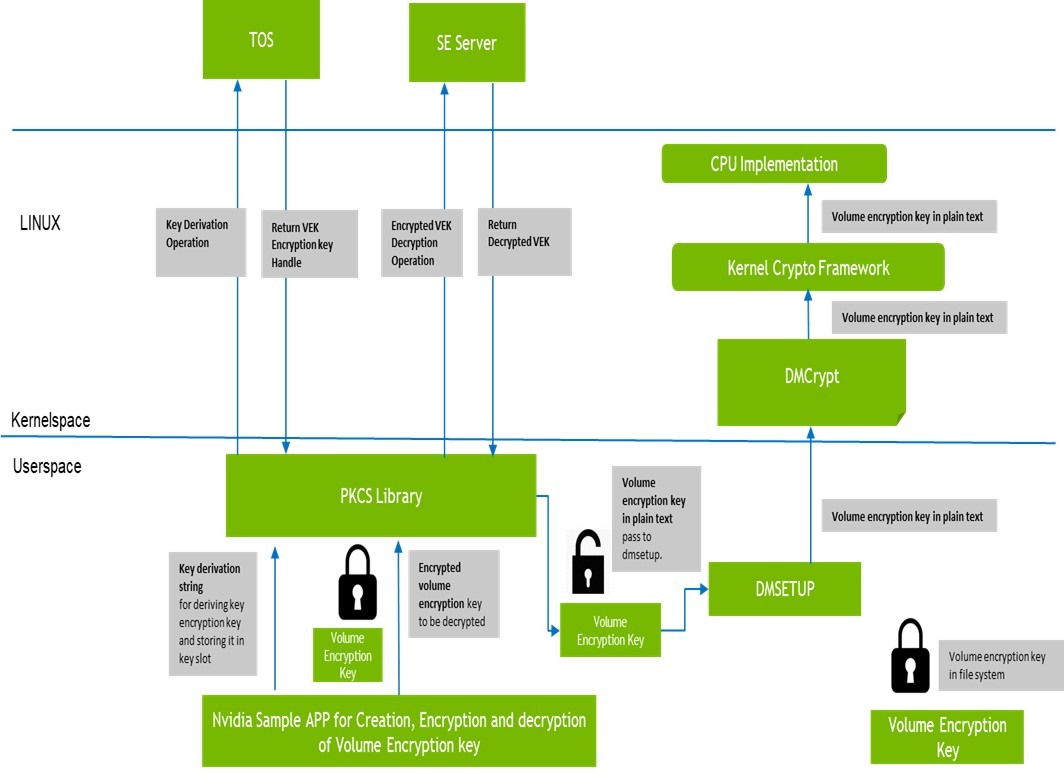 TOS
SE Server
CPU Implementation
LINUX
Key Derivation
Operation
Return VEK
Encryption key
Handle
Encrypted VEK
Decryption
Operation
Return
Decrypted VEK
Volume encryption key in plain text
Kernel Crypto Framework
Volume encryption key in plain text
DMCrypt
Kernelspace
Userspace
PKCS Library
Volume
encryption key
in plain text
pass to
dmsetup.
Volume encryption key in plain text
Key derivation
string
for deriving key
encryption key
and storing it in
key slot
Encrypted
volume
encryption key
to be decrypted
Volume
Encryption
Key
Volume
Encryption Key
DMSETUP
Volume encryption key
in file system
Nvidia Sample APP for Creation, Encryption and decryption
of Volume Encryption key
Volume Encryption
Key